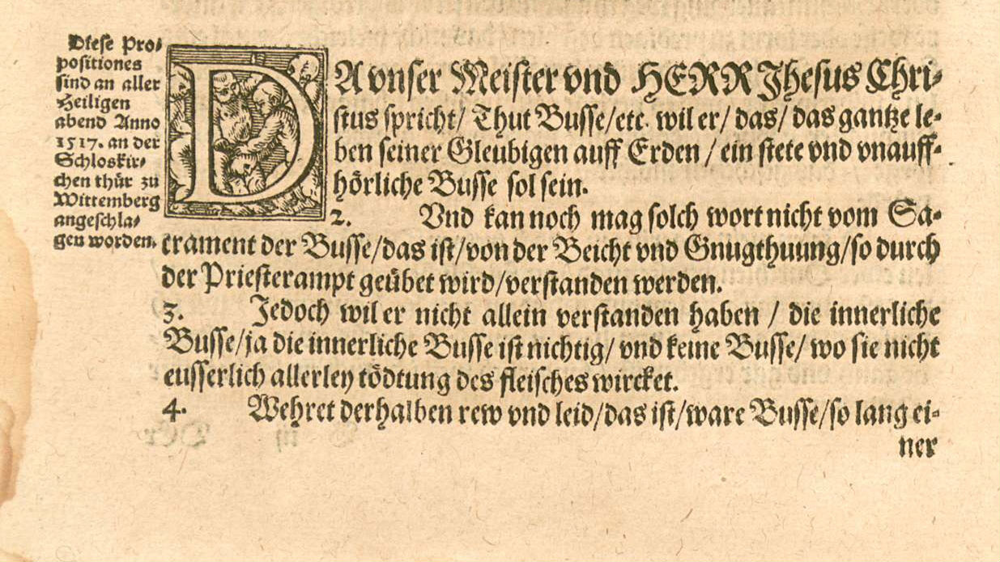 Diese Pro⸗
positiones
sind an aller
Heiligen
abend Anno
1517. an der
Schloskir⸗
chen thür zu
Wittemberg
angeschla⸗
gen worden.
DA vnser Meister vnd HERR Jhesus Chri⸗
stus spricht/ Thut Busse/etc. wil er/ das/ das gantze le⸗
ben seiner Gleubigen auff Erden / ein stete vnd vnauff⸗
hörliche Busse sol sein.
2. Vnd kan noch mag solch wort nicht vom Sa⸗
crament der Busse/das ist/von der Beicht vnd Gnugthuung/so durch
der Priesterampt geübet wird/verstanden werden.
3. Jedoch wil er nicht allein verstanden haben / die innerliche
Busse/ja die innerliche Busse ist nichtig/ vnd keine Busse/ wo sie nicht
eusserlich allerley tödtung des fleisches wircket.
4. Wehret derhalben rew vnd leid/das ist/ware Busse/so lang ei⸗
ner